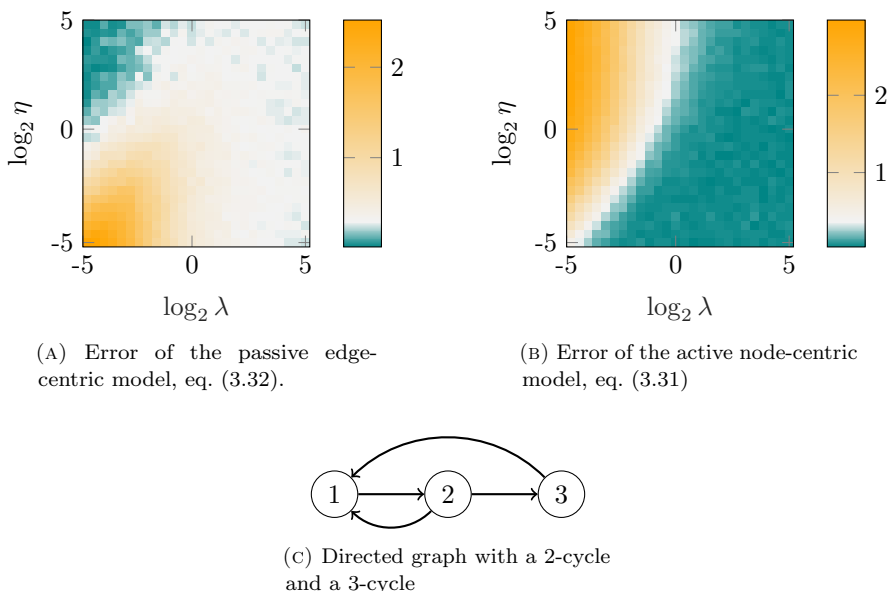 5
0
-5
log₂ η
-5
0
5
log₂ λ
2
1
5
0
-5
log₂ η
-5
0
5
log₂ λ
2
1
(A) Error of the passive edge-
centric model, eq. (3.32).
(B) Error of the active node-centric
model, eq. (3.31)
1
2
3
(C) Directed graph with a 2-cycle
and a 3-cycle